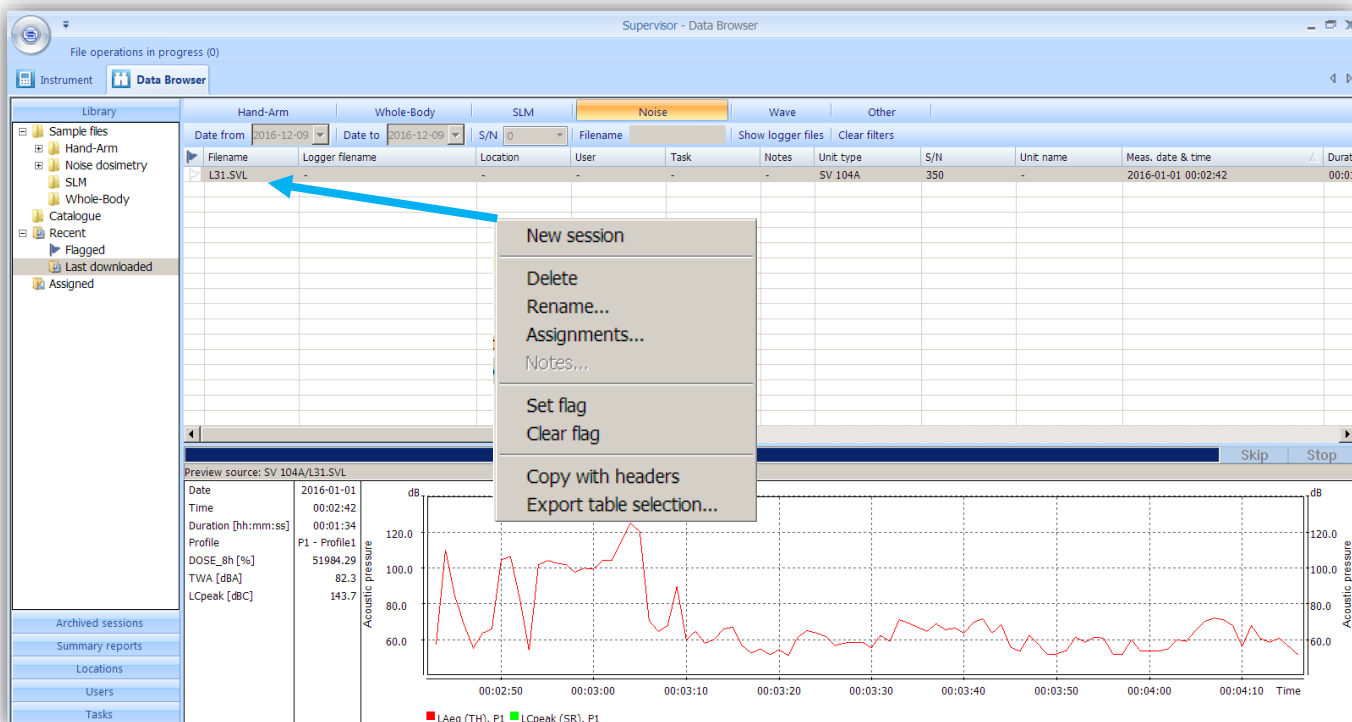 Supervisor - Data Browser
File operations in progress (0)
Instrument Data Browser
Library Hand-Arm Whole-Body SLM Noise Wave Other
Sample files Date from 2016-12-09 Date to 2016-12-09 S/N 0 Filename Show logger files Clear filters
Hand-Arm Filename Logger filename Location User Task Notes Unit type S/N Unit name Meas. date & time Durat
Noise dosimetry L31.SVL - - - - - SV 104A 350 - 2016-01-01 00:02:42 00:01
SLM
Whole-Body
Catalogue
Recent
Flagged
Last downloaded
Assigned
New session
Delete
Rename...
Assignments...
Notes...
Set flag
Clear flag
Copy with headers
Export table selection...
Skip Stop
Preview source: SV 104A/L31.SVL
Date 2016-01-01
Time 00:02:42
Duration [hh:mm:ss] 00:01:34
Profile P1 - Profile1
DOSE_8h [%] 51984.29
TWA [dBA] 82.3
LCpeak [dBC] 143.7
dB dB
120.0 120.0
100.0 100.0
80.0 80.0
60.0 60.0
Acoustic pressure Acoustic pressure
00:02:50 00:03:00 00:03:10 00:03:20 00:03:30 00:03:40 00:03:50 00:04:00 00:04:10 Time
LAeq (TH), P1 LCpeak (SR), P1
Archived sessions
Summary reports
Locations
Users
Tasks